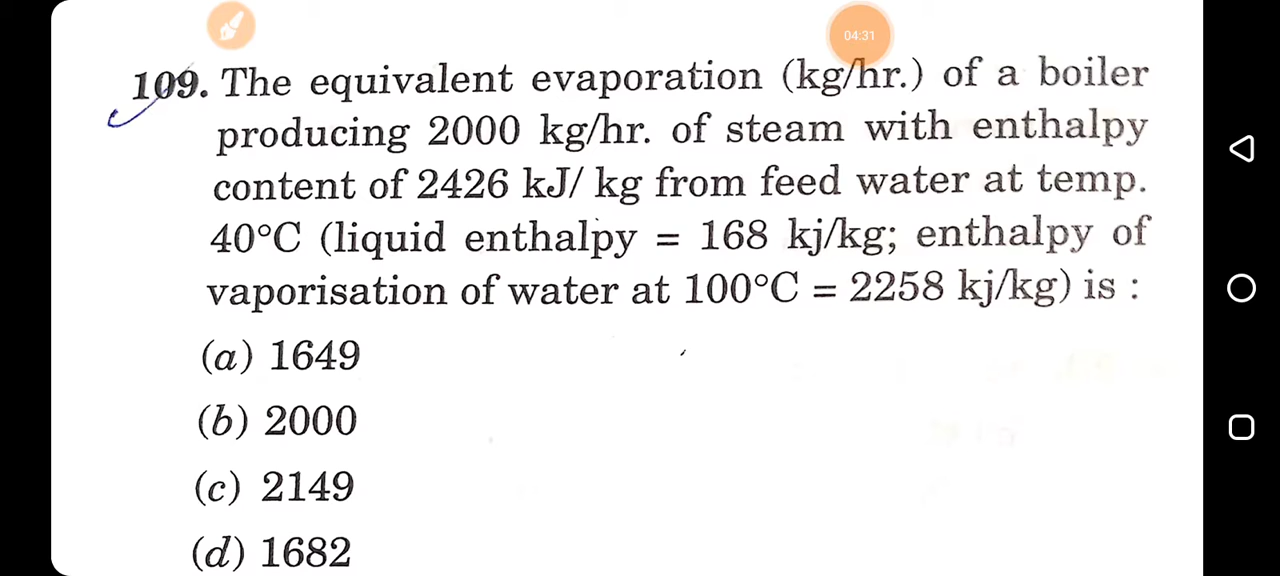 04:31
109. The equivalent evaporation (kg/hr.) of a boiler
producing 2000 kg/hr. of steam with enthalpy
content of 2426 kJ/ kg from feed water at temp.
40°C (liquid enthalpy = 168 kj/kg; enthalpy of
vaporisation of water at 100°C = 2258 kj/kg) is :
(a) 1649
(b) 2000
(c) 2149
(d) 1682